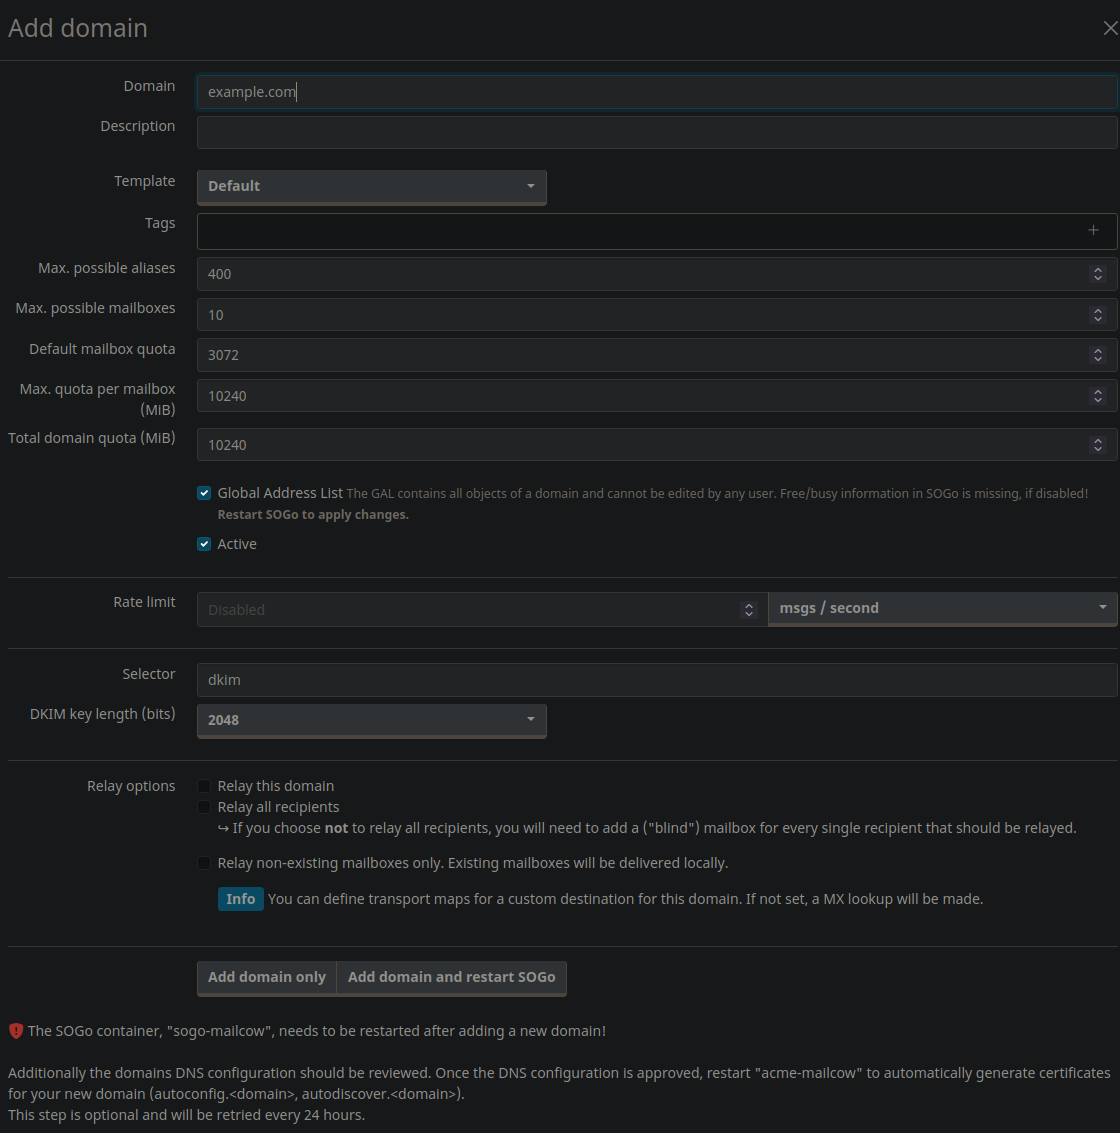 Add domain
Domain
example.com
Description
Template
Default
Tags
Max. possible aliases
400
Max. possible mailboxes
10
Default mailbox quota
3072
Max. quota per mailbox
(MiB)
10240
Total domain quota (MiB)
10240
Global Address List The GAL contains all objects of a domain and cannot be edited by any user. Free/busy information in SOGo is missing, if disabled!
Restart SOGo to apply changes.
Active
Rate limit
Disabled
msgs / second
Selector
dkim
DKIM key length (bits)
2048
Relay options
Relay this domain
Relay all recipients
↪ If you choose not to relay all recipients, you will need to add a ("blind") mailbox for every single recipient that should be relayed.
Relay non-existing mailboxes only. Existing mailboxes will be delivered locally.
Info You can define transport maps for a custom destination for this domain. If not set, a MX lookup will be made.
Add domain only
Add domain and restart SOGo
The SOGo container, "sogo-mailcow", needs to be restarted after adding a new domain!
Additionally the domains DNS configuration should be reviewed. Once the DNS configuration is approved, restart "acme-mailcow" to automatically generate certificates
for your new domain (autoconfig.&lt;domain&gt;, autodiscover.&lt;domain&gt;).
This step is optional and will be retried every 24 hours.